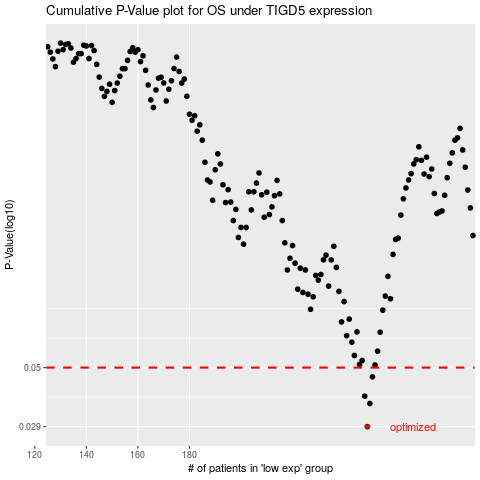 Cumulative P-Value plot for OS under TIGD5 expression
P-Value(log10)
0.05
0.029
optimized
120 140 160 180
# of patients in 'low exp' group